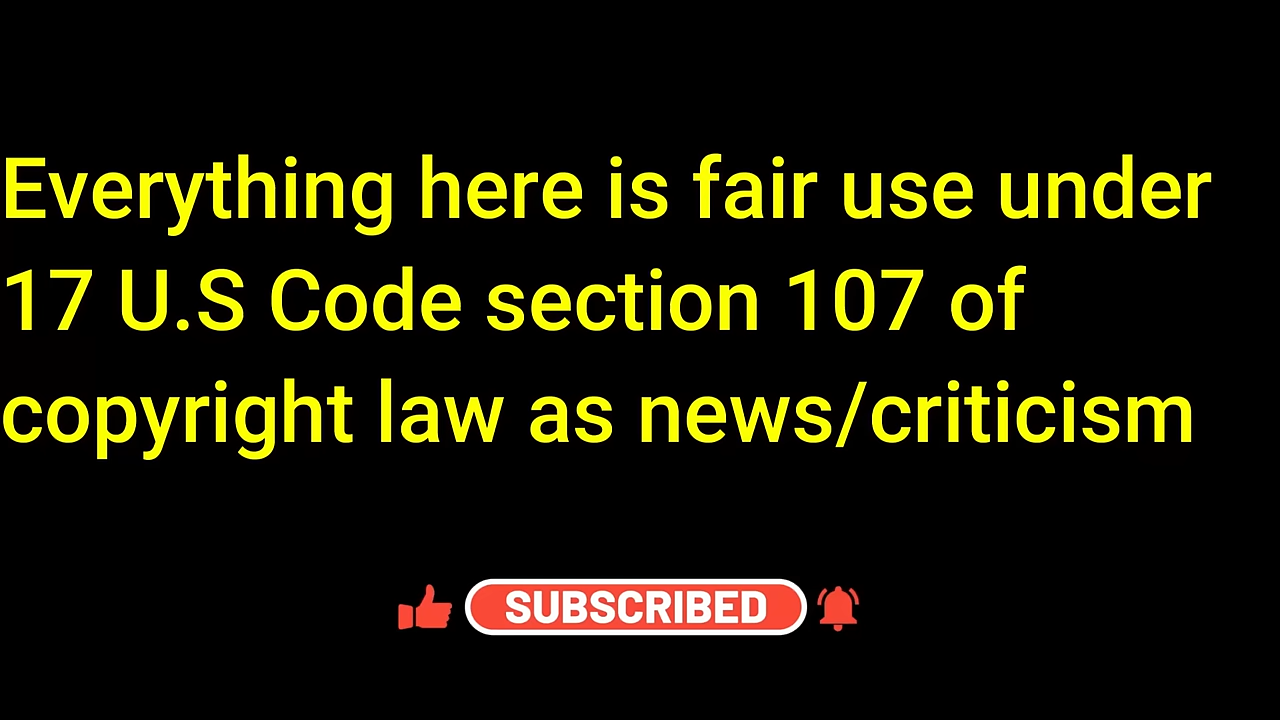 Everything here is fair use under
17 U.S Code section 107 of
copyright law as news/criticism
SUBSCRIBED